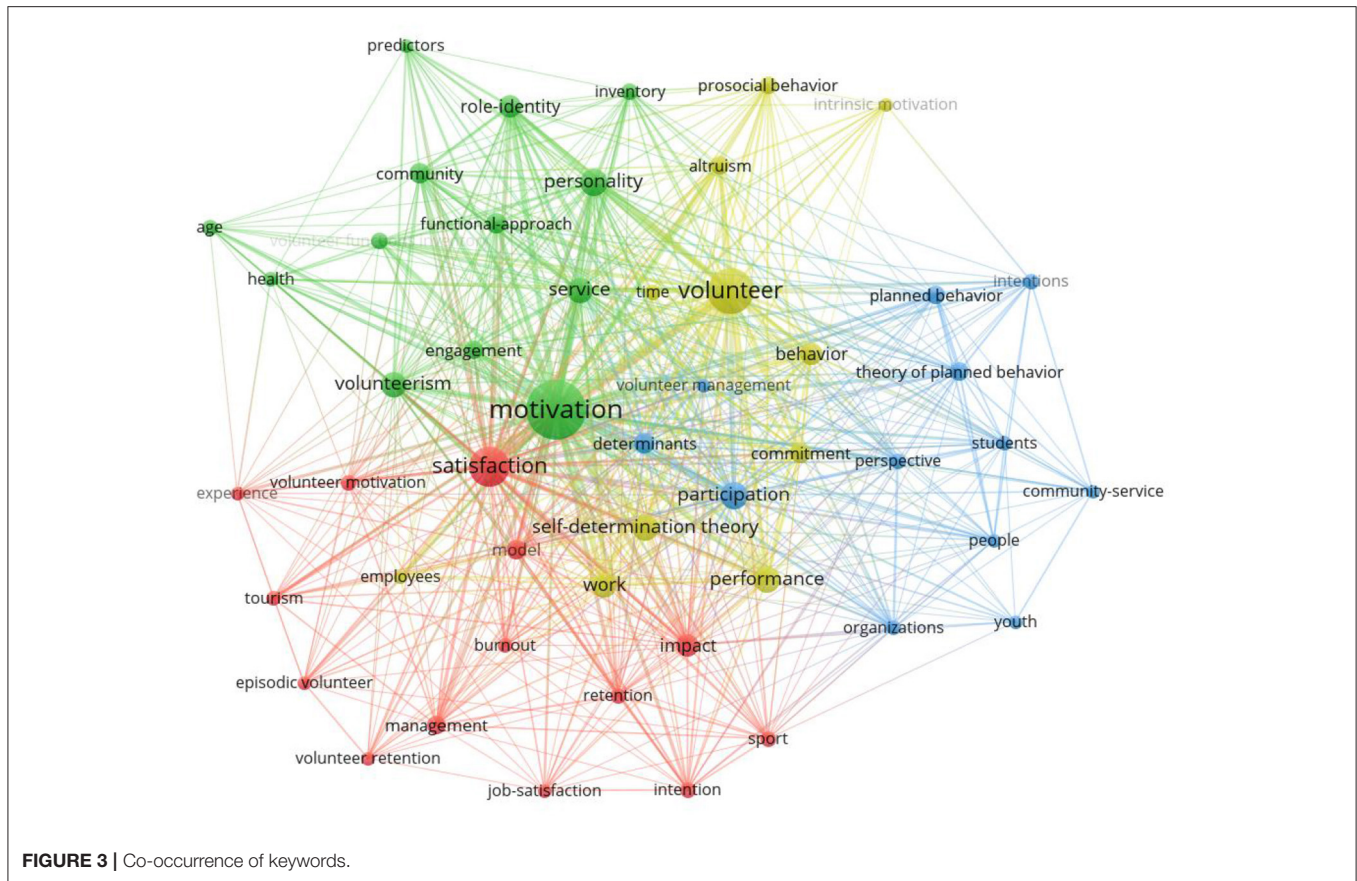 predictors
prosocial behavior
inventory
intrinsic motivation
role-identity
altruism
community
personality
functional-approach
age
volunteer functions inventory
health
intentions
service
time
volunteer
planned behavior
engagement
behavior
theory of planned behavior
volunteerism
volunteer management
motivation
determinants
students
commitment
perspective
satisfaction
volunteer motivation
experience
participation
community-service
self-determination theory
people
model
employees
work
performance
tourism
youth
organizations
burnout
impact
episodic volunteer
retention
management
sport
volunteer retention
job-satisfaction
intention
FIGURE 3 | Co-occurrence of keywords.